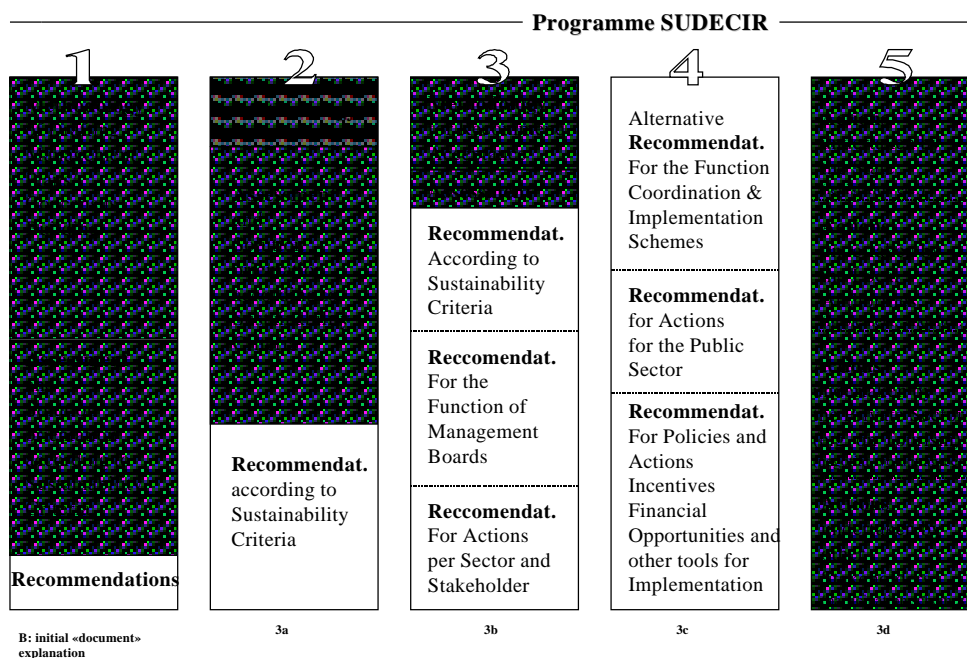 Programme SUDECIR
1
2
3
4
5
Recommendations
Recommendat.
according to
Sustainability
Criteria
Recommendat.
According to
Sustainability
Criteria
Reccomendat.
For the
Function of
Management
Boards
Reccomendat.
For Actions
per Sector and
Stakeholder
Alternative
Recommendat.
For the Function
Coordination &
Implementation
Schemes
Recommendat.
for Actions
for the Public
Sector
Recommendat.
For Policies and
Actions
Incentives
Financial
Opportunities and
other tools for
Implementation
B: initial «document»
explanation
3a
3b
3c
3d